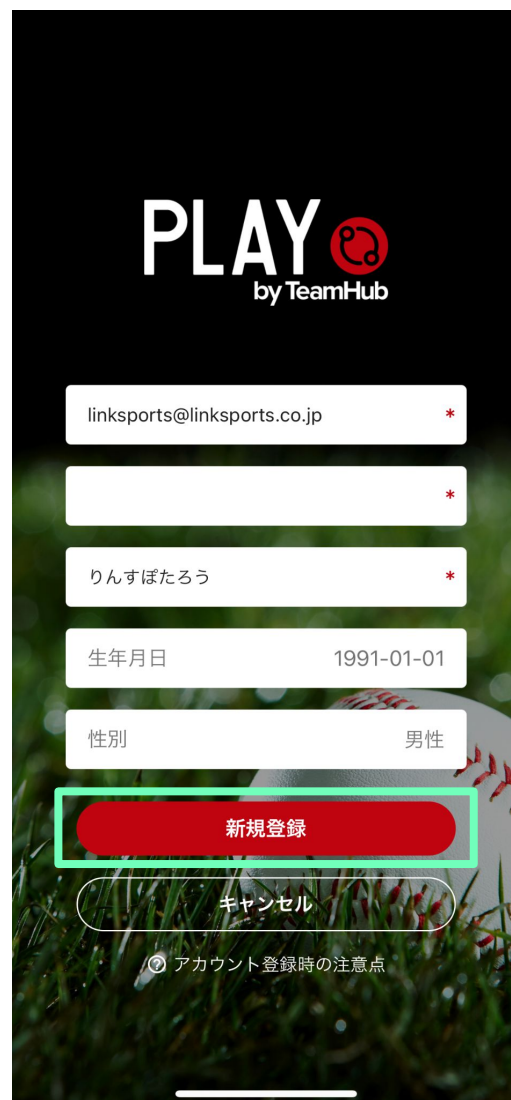 PLAY
by TeamHub
linksports@linksports.co.jp *
*
りんすぽたろう *
生年月日 1991-01-01
性別 男性
新規登録
キャンセル
? アカウント登録時の注意点